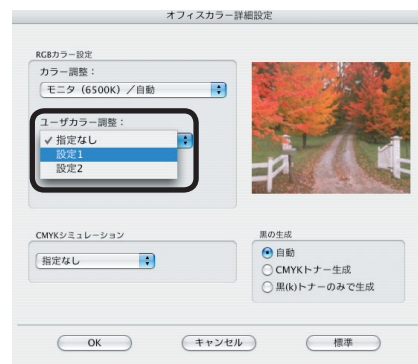 オフィスカラー詳細設定
RGBカラー設定
カラー調整：
モニタ（6500K）／自動
ユーザカラー調整：
✓ 指定なし
設定1
設定2
CMYKシミュレーション
指定なし
黒の生成
自動
CMYKトナー生成
黒(k)トナーのみで生成
OK
キャンセル
標準